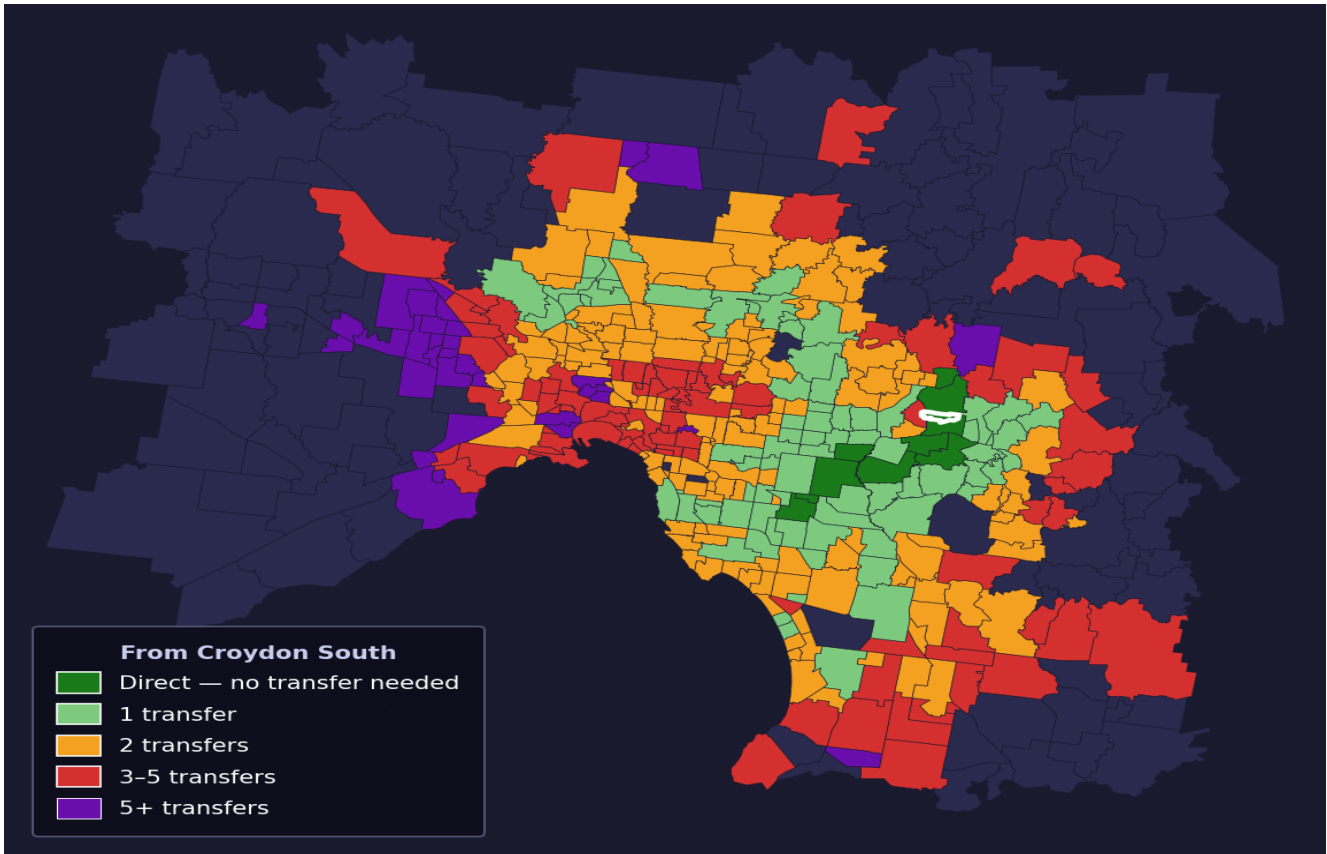 From Croydon South
Direct — no transfer needed
1 transfer
2 transfers
3–5 transfers
5+ transfers